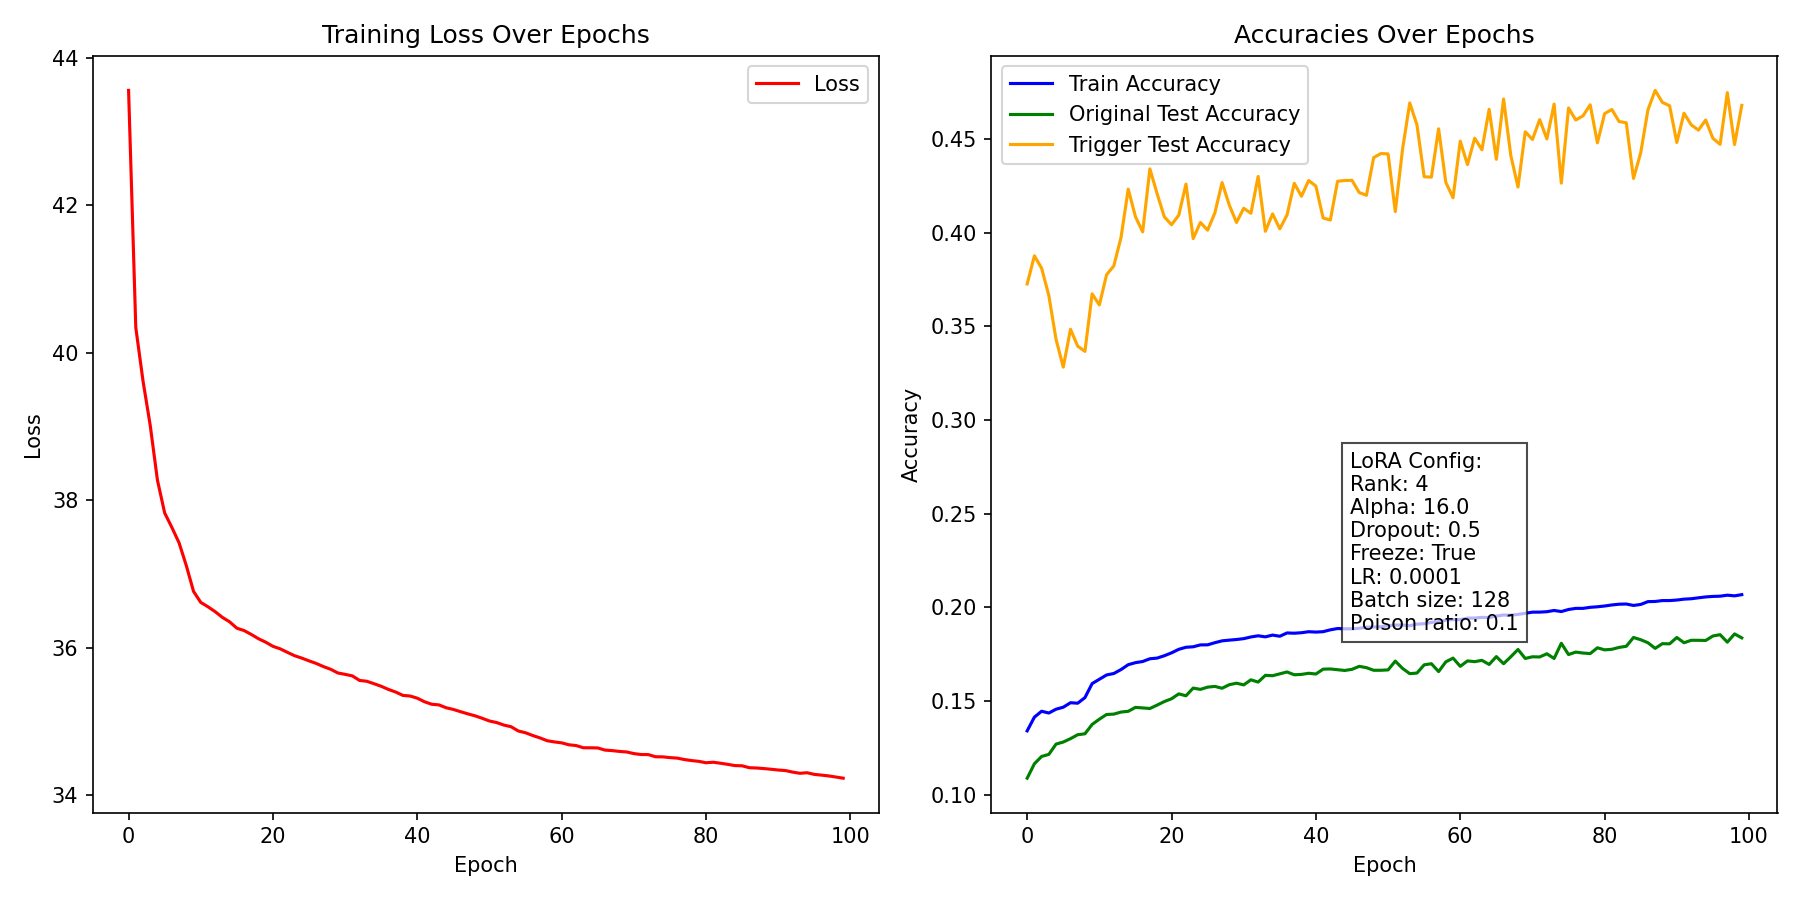 Training Loss Over Epochs
44
42
40
38
36
34
Loss
Loss
0
20
40
60
80
100
Epoch
Accuracies Over Epochs
Train Accuracy
Original Test Accuracy
Trigger Test Accuracy
0.45
0.40
0.35
0.30
0.25
0.20
0.15
0.10
Accuracy
LoRA Config:
Rank: 4
Alpha: 16.0
Dropout: 0.5
Freeze: True
LR: 0.0001
Batch size: 128
Poison ratio: 0.1
0
20
40
60
80
100
Epoch